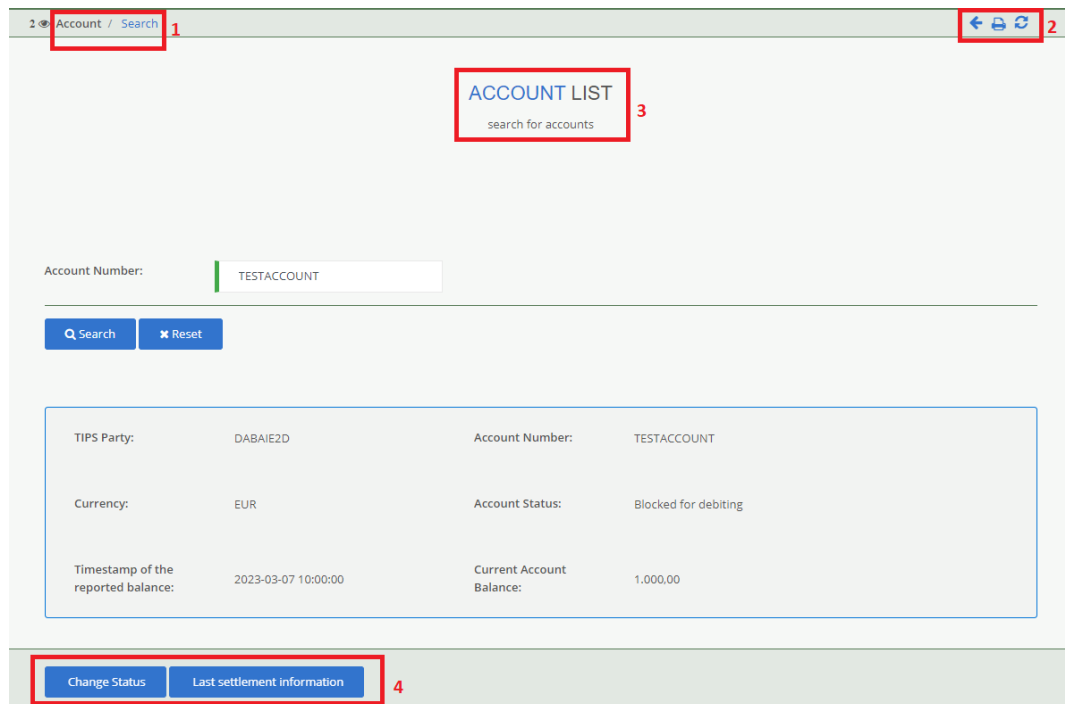 2 Account / Search 1
2
ACCOUNT LIST
search for accounts
3
Account Number: TESTACCOUNT
Search Reset
TIPS Party: DABAIE2D Account Number: TESTACCOUNT
Currency: EUR Account Status: Blocked for debiting
Timestamp of the
reported balance: 2023-03-07 10:00:00 Current Account
Balance: 1.000,00
Change Status Last settlement information 4